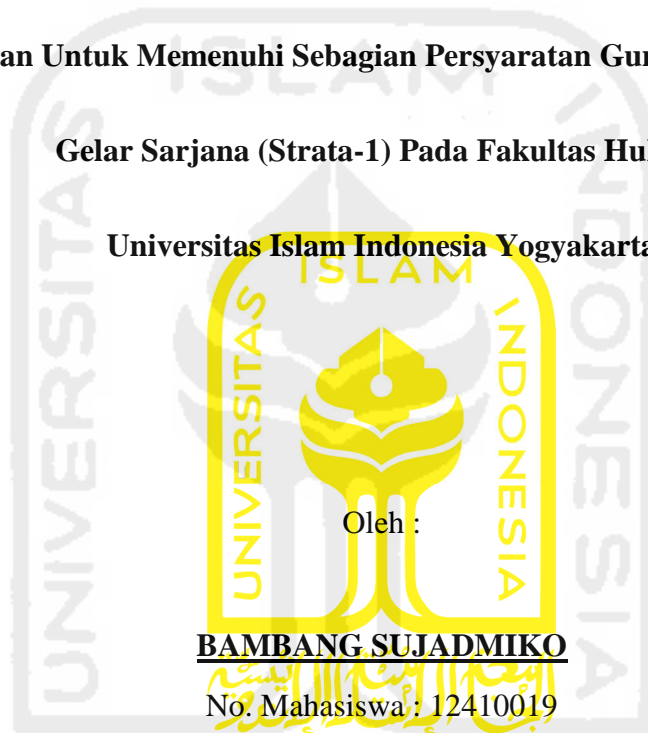 an Untuk Memenuhi Sebagian Persyaratan Gu
Gelar Sarjana (Strata-1) Pada Fakultas Hu
Universitas Islam Indonesia Yogyakarta
ISLAM
UNIVERSITAS
INDONESIA
Oleh :
BAMBANG SUJADMIKO
No. Mahasiswa : 12410019